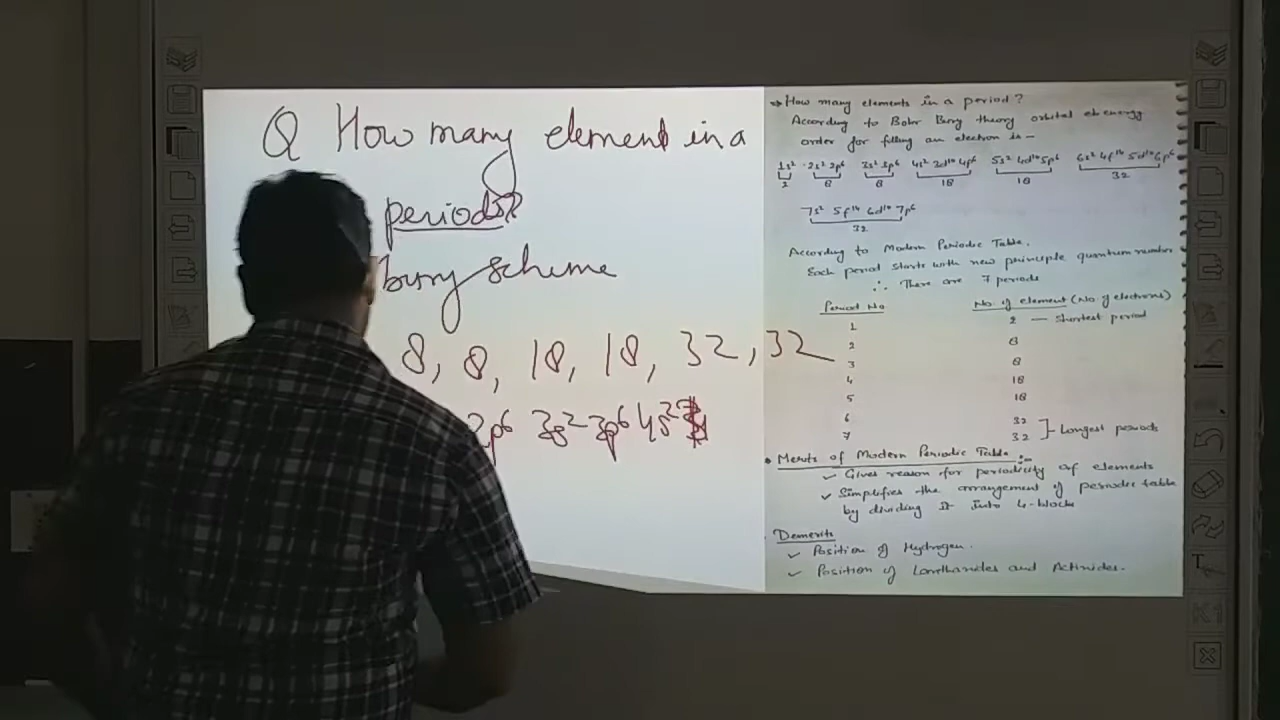 Q How many element in a
periods?
bury scheme
8, 8, 18, 18, 32, 32
2p⁶ 3s² 3p⁶ 4s²
→ How many elements in a period?
According to Bohr Bury theory orbital energy
order for filling an electron is –
1s² 2s² 2p⁶ 3s² 3p⁶ 4s² 3d¹⁰ 4p⁶ 5s² 4d¹⁰ 5p⁶ 6s² 4f¹⁴ 5d¹⁰ 6p⁶
2 8 8 18 18 32
7s² 5f¹⁴ 6d¹⁰ 7p⁶
32
According to Modern Periodic Table.
Each period starts with new principle quantum number
∴ There are 7 periods
Period No No of element (No of electrons)
1 2 — Shortest period
2 8
3 8
4 18
5 18
6 32
7 32 ] Longest periods
• Merits of Modern Periodic Table :-
✓ Gives reason for periodicity of elements
✓ Simplifies the arrangement of periodic table
by dividing it into 4-blocks
Demerits
✓ Position of Hydrogen.
✓ Position of Lanthanides and Actinides.
T
K1